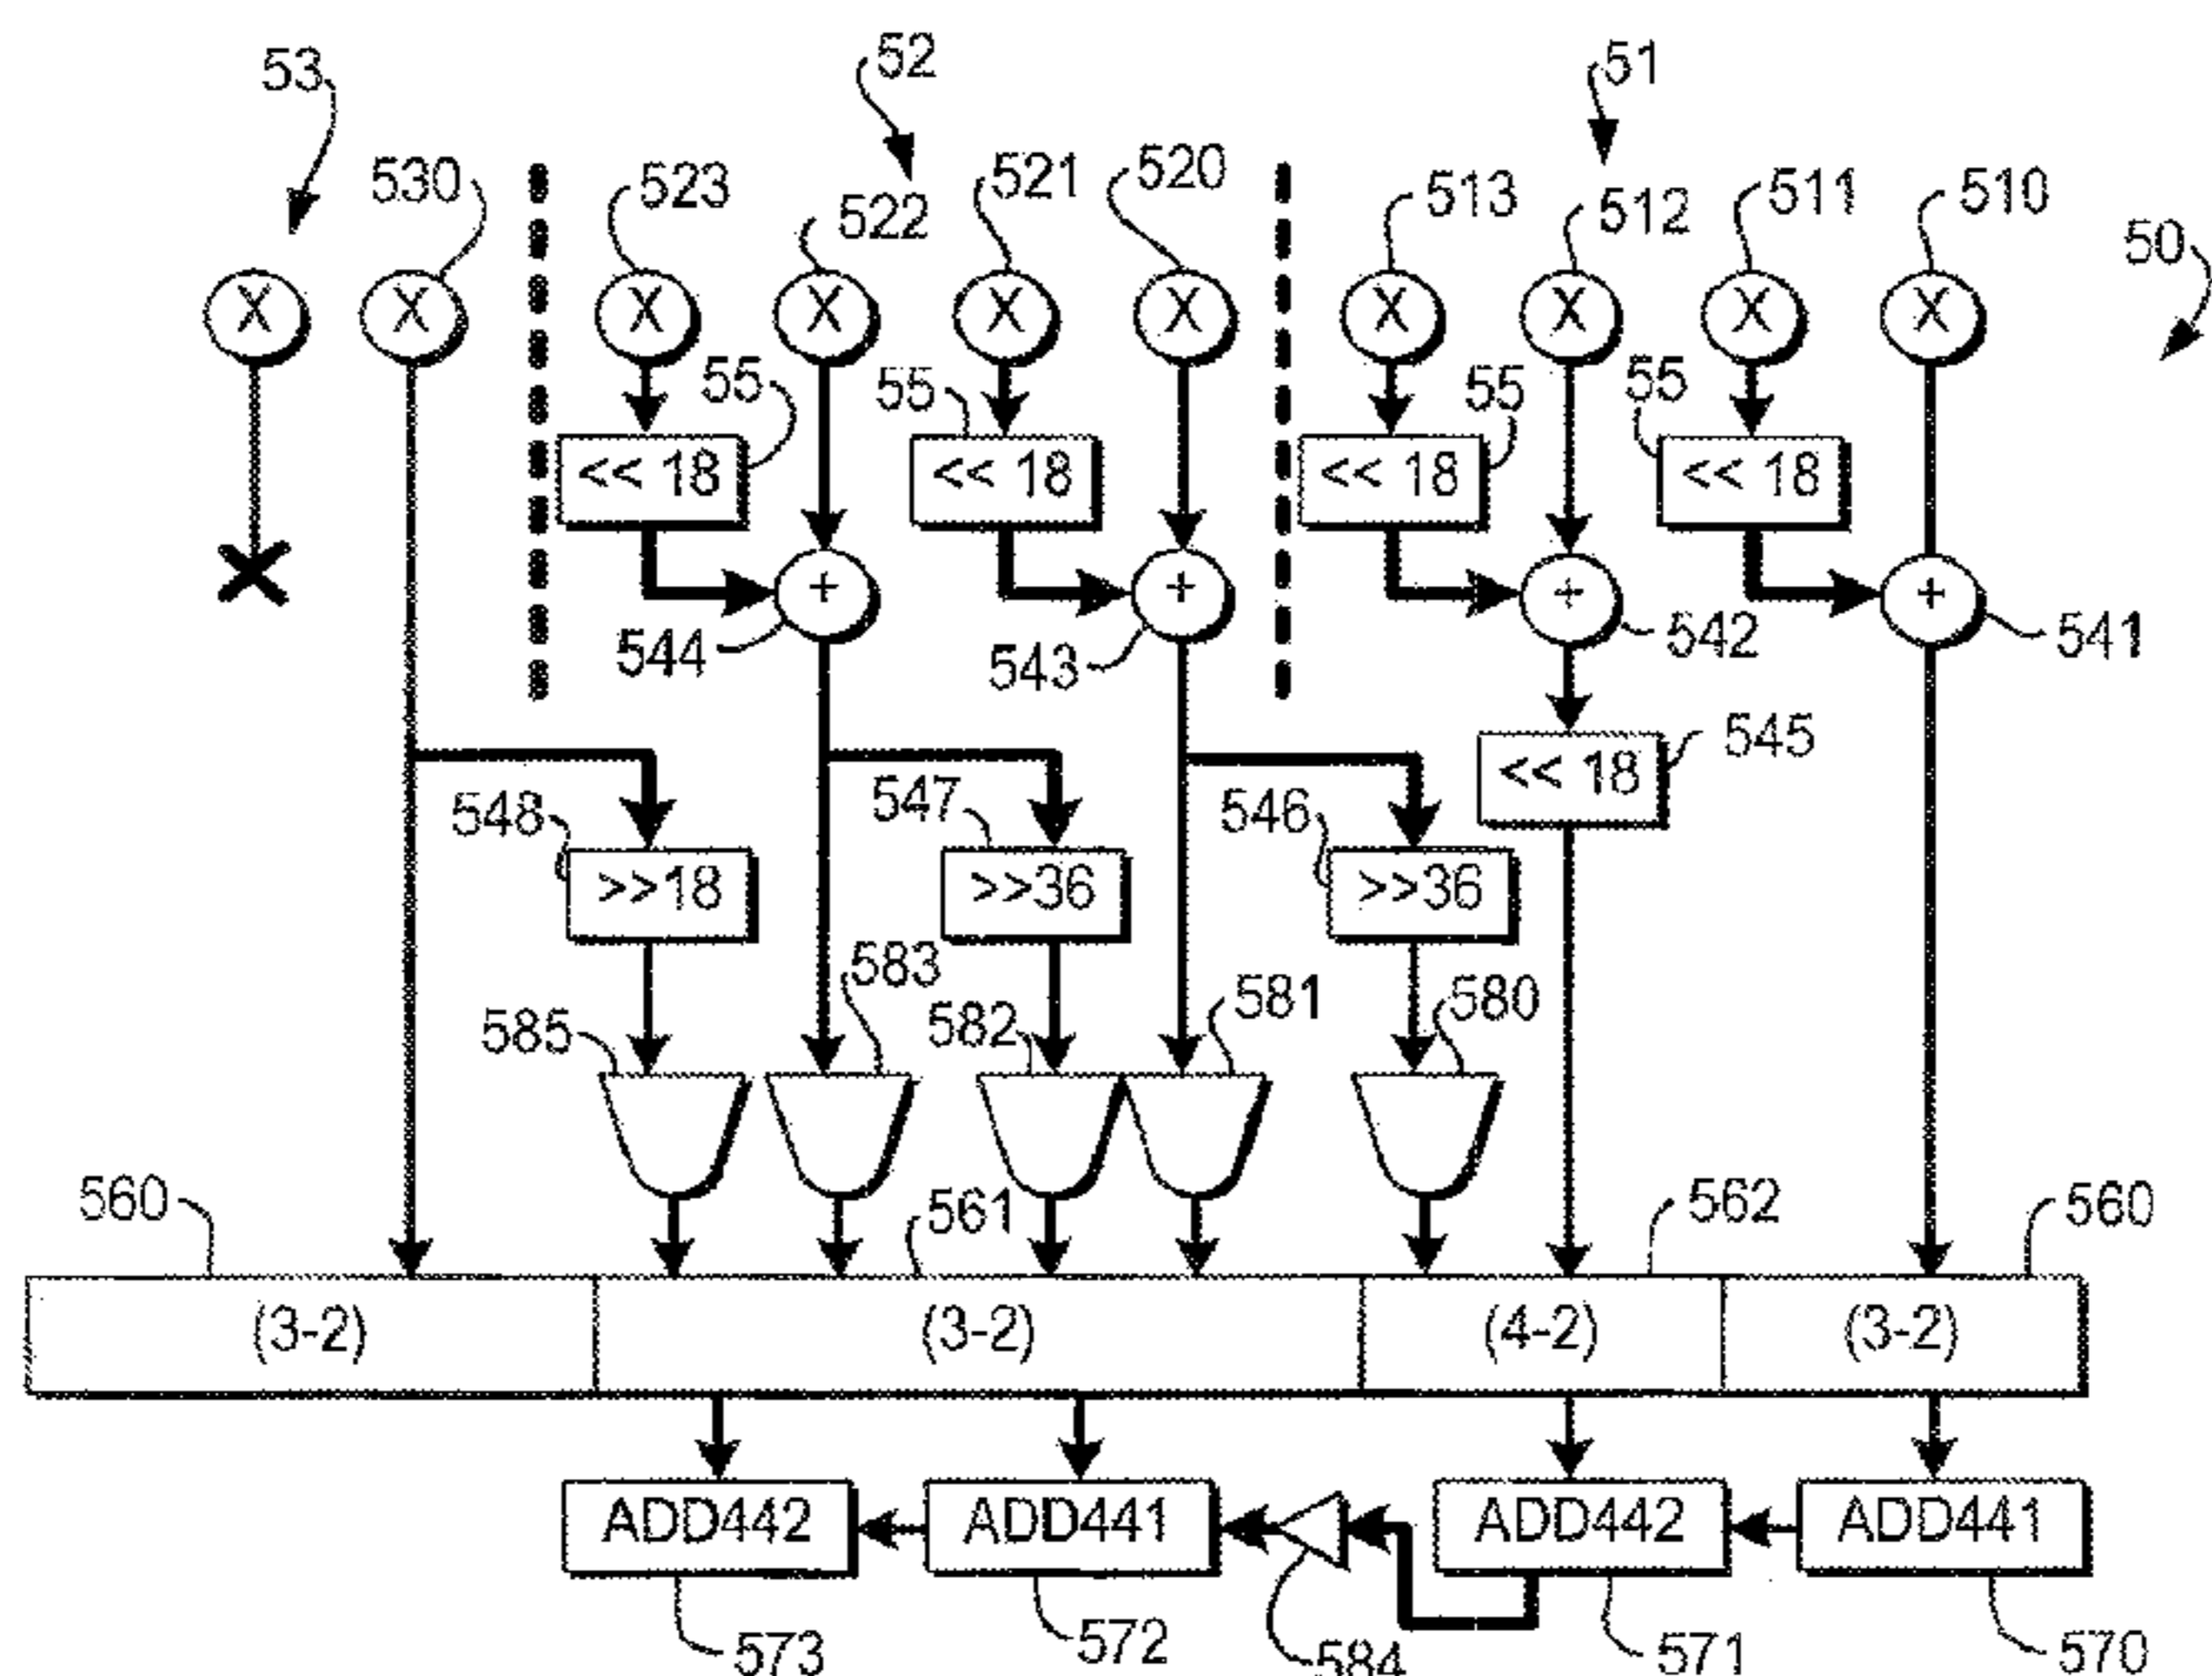 53
52
51
530
523
522
521
520
513
512
511
510
50
X X X X X X X X X X
55 55 55 55
<< 18 << 18 << 18 << 18
+ + + +
544 543 542 541
<< 18
545
548 547 546
>>18 >>36 >>36
585 583 582 581 580
560 561 562 560
(3-2) (3-2) (4-2) (3-2)
ADD442 ADD441 ADD442 ADD441
573 572 584 571 570